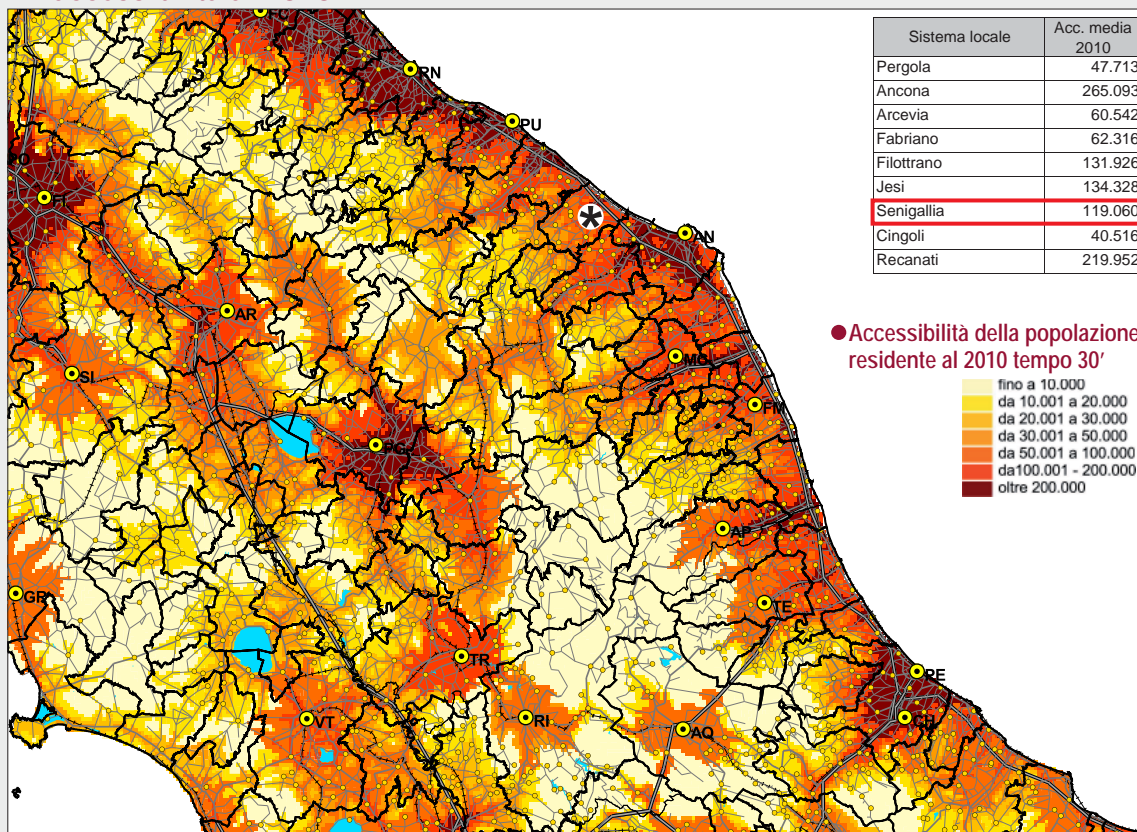 Sistema locale
Acc. media
2010
Pergola 47.713
Ancona 265.093
Arcevia 60.542
Fabriano 62.316
Filottrano 131.926
Jesi 134.328
Senigallia 119.060
Cingoli 40.516
Recanati 219.952
Accessibilità della popolazione
residente al 2010 tempo 30'
fino a 10.000
da 10.001 a 20.000
da 20.001 a 30.000
da 30.001 a 50.000
da 50.001 a 100.000
da100.001 - 200.000
oltre 200.000
RN
PU
FI
AN
AR
MC
SI
FM
PG
AP
GR
TE
TR
PE
VT
RI
AQ
CH